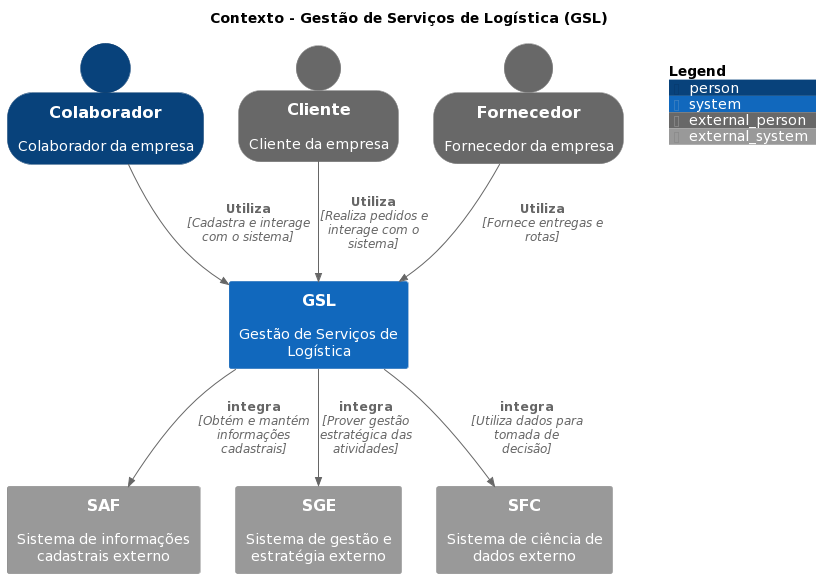 Contexto - Gestão de Serviços de Logística (GSL)
Legend
person
system
external_person
external_system
Colaborador
Colaborador da empresa
Cliente
Cliente da empresa
Fornecedor
Fornecedor da empresa
Utiliza
[Cadastra e interage
com o sistema]
Utiliza
[Realiza pedidos e
interage com o
sistema]
Utiliza
[Fornece entregas e
rotas]
GSL
Gestão de Serviços de
Logística
integra
[Obtém e mantém
informações
cadastrais]
integra
[Prover gestão
estratégica das
atividades]
integra
[Utiliza dados para
tomada de
decisão]
SAF
Sistema de informações
cadastrais externo
SGE
Sistema de gestão e
estratégia externo
SFC
Sistema de ciência de
dados externo